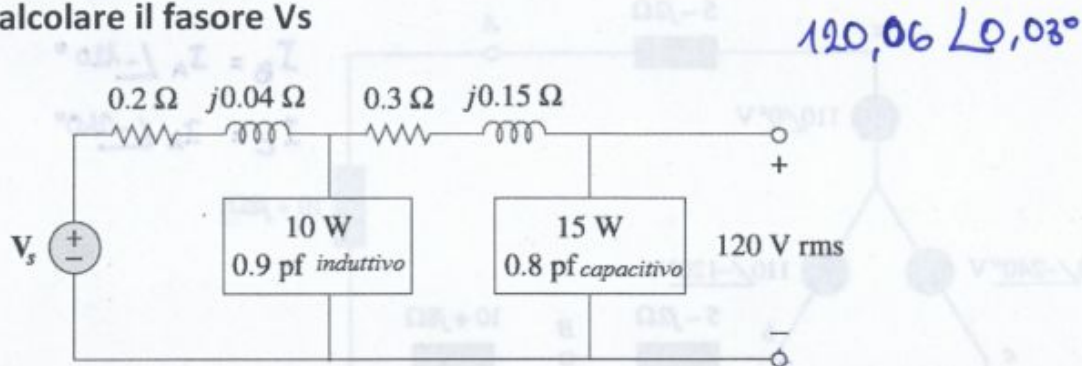 alcolare il fasore Vs
120,06 ∠0,03°
0.2 Ω j0.04 Ω 0.3 Ω j0.15 Ω
+
10 W
15 W
Vs + −
120 V rms
0.9 pf induttivo
0.8 pf capacitivo
−